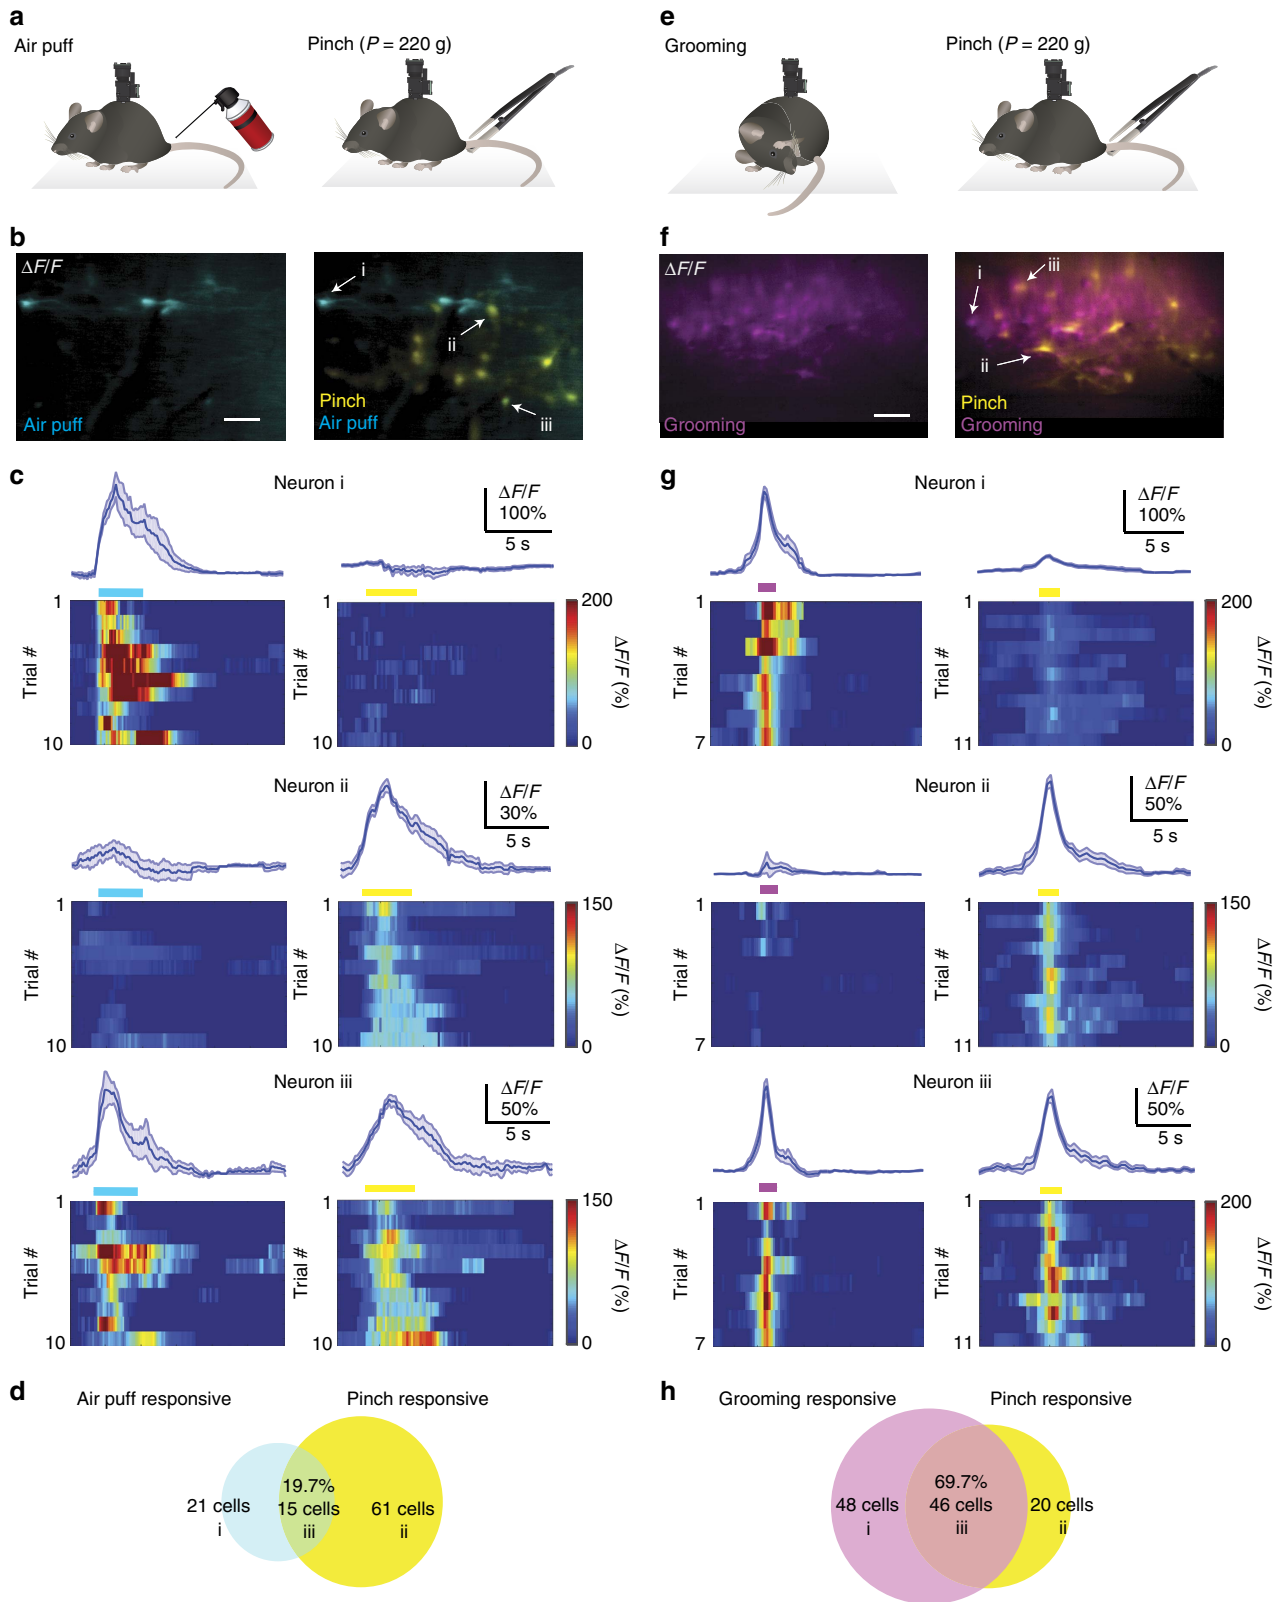 a
Air puff
Pinch (P = 220 g)
b
ΔF/F
Air puff
i
ii
iii
Pinch
Air puff
c
Neuron i
ΔF/F
100%
5 s
1
Trial #
10
1
Trial #
10
200
ΔF/F (%)
0
Neuron ii
ΔF/F
30%
5 s
1
Trial #
10
1
Trial #
10
150
ΔF/F (%)
0
Neuron iii
ΔF/F
50%
5 s
1
Trial #
10
1
Trial #
10
150
ΔF/F (%)
0
d
Air puff responsive
Pinch responsive
21 cells
i
19.7%
15 cells
iii
61 cells
ii
e
Grooming
Pinch (P = 220 g)
f
ΔF/F
Grooming
i
iii
ii
Pinch
Grooming
g
Neuron i
ΔF/F
100%
5 s
1
Trial #
7
1
Trial #
11
200
ΔF/F (%)
0
Neuron ii
ΔF/F
50%
5 s
1
Trial #
7
1
Trial #
11
150
ΔF/F (%)
0
Neuron iii
ΔF/F
50%
5 s
1
Trial #
7
1
Trial #
11
200
ΔF/F (%)
0
h
Grooming responsive
Pinch responsive
48 cells
i
69.7%
46 cells
iii
20 cells
ii